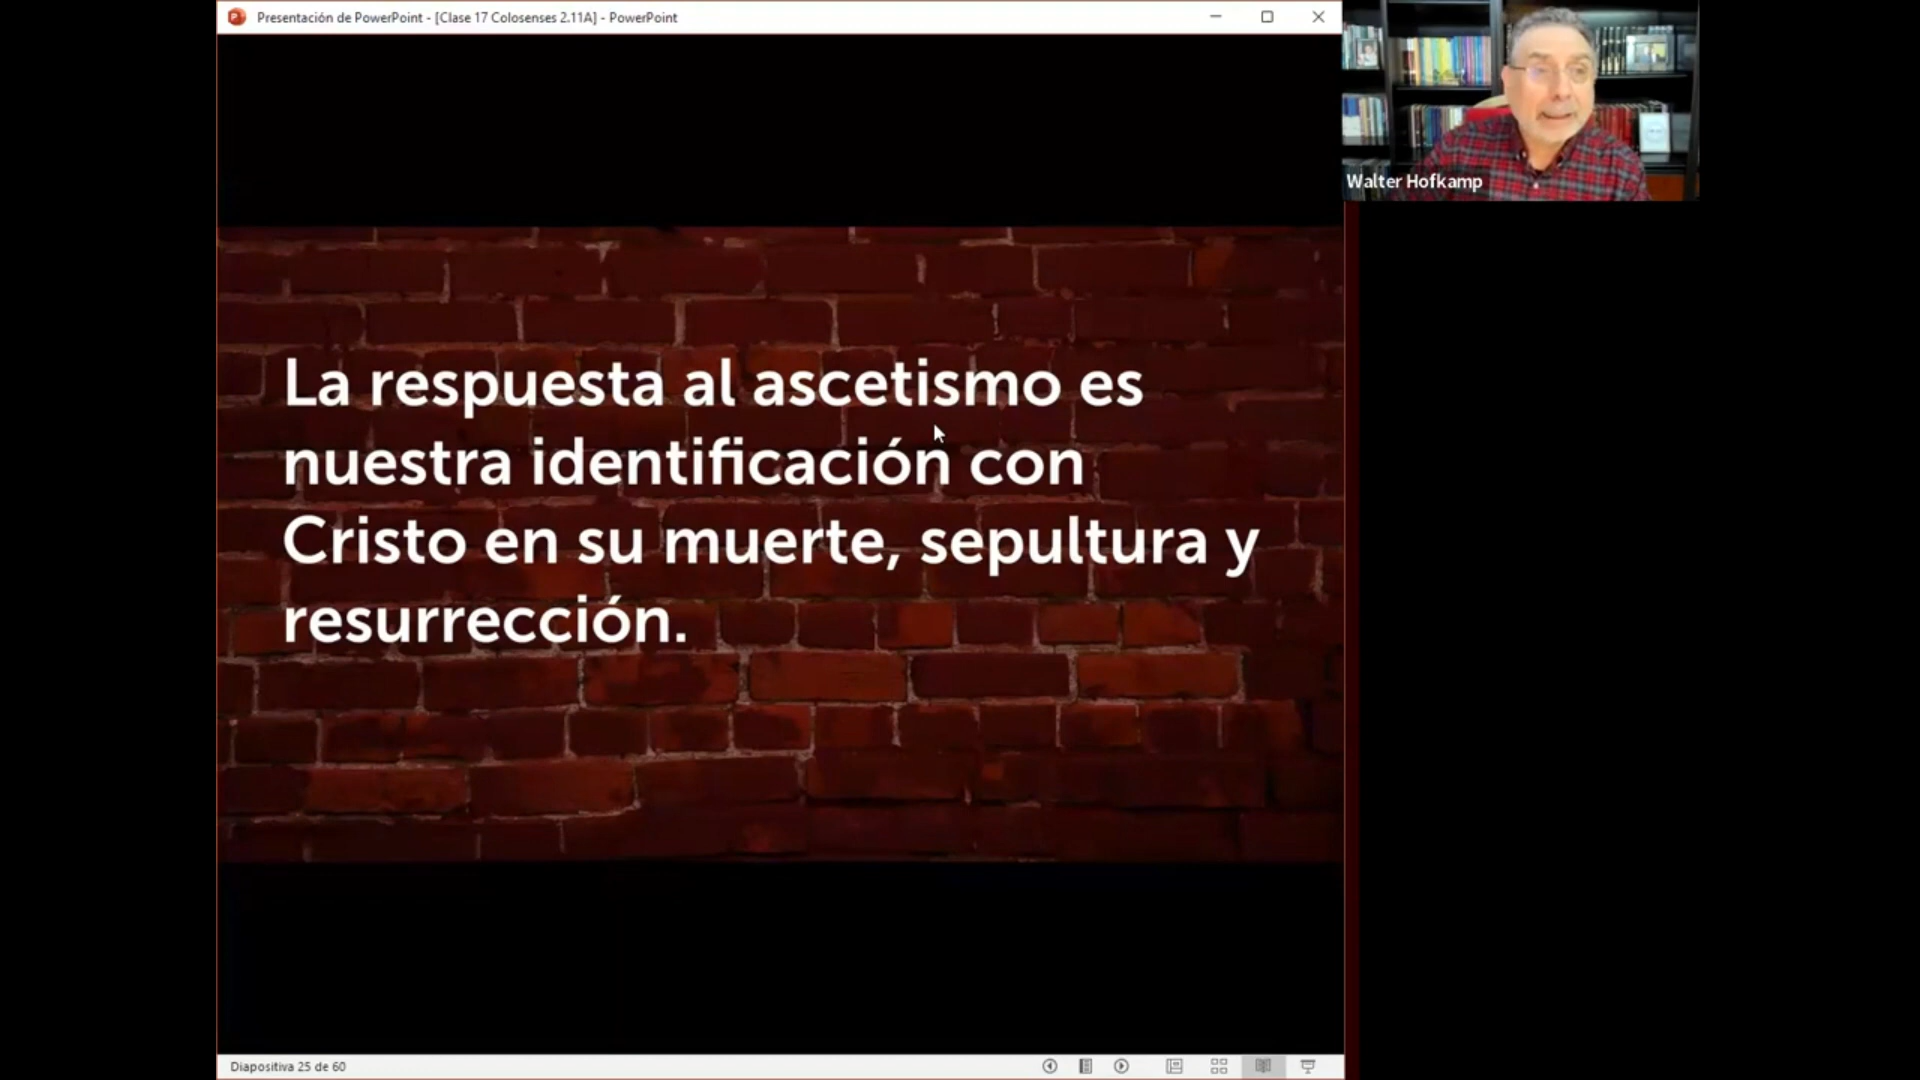 Presentación de PowerPoint - [Clase 17 Colosenses 2.11A] - PowerPoint
Walter Hofkamp
La respuesta al ascetismo es
nuestra identificación con
Cristo en su muerte, sepultura y
resurrección.
Diapositiva 25 de 60